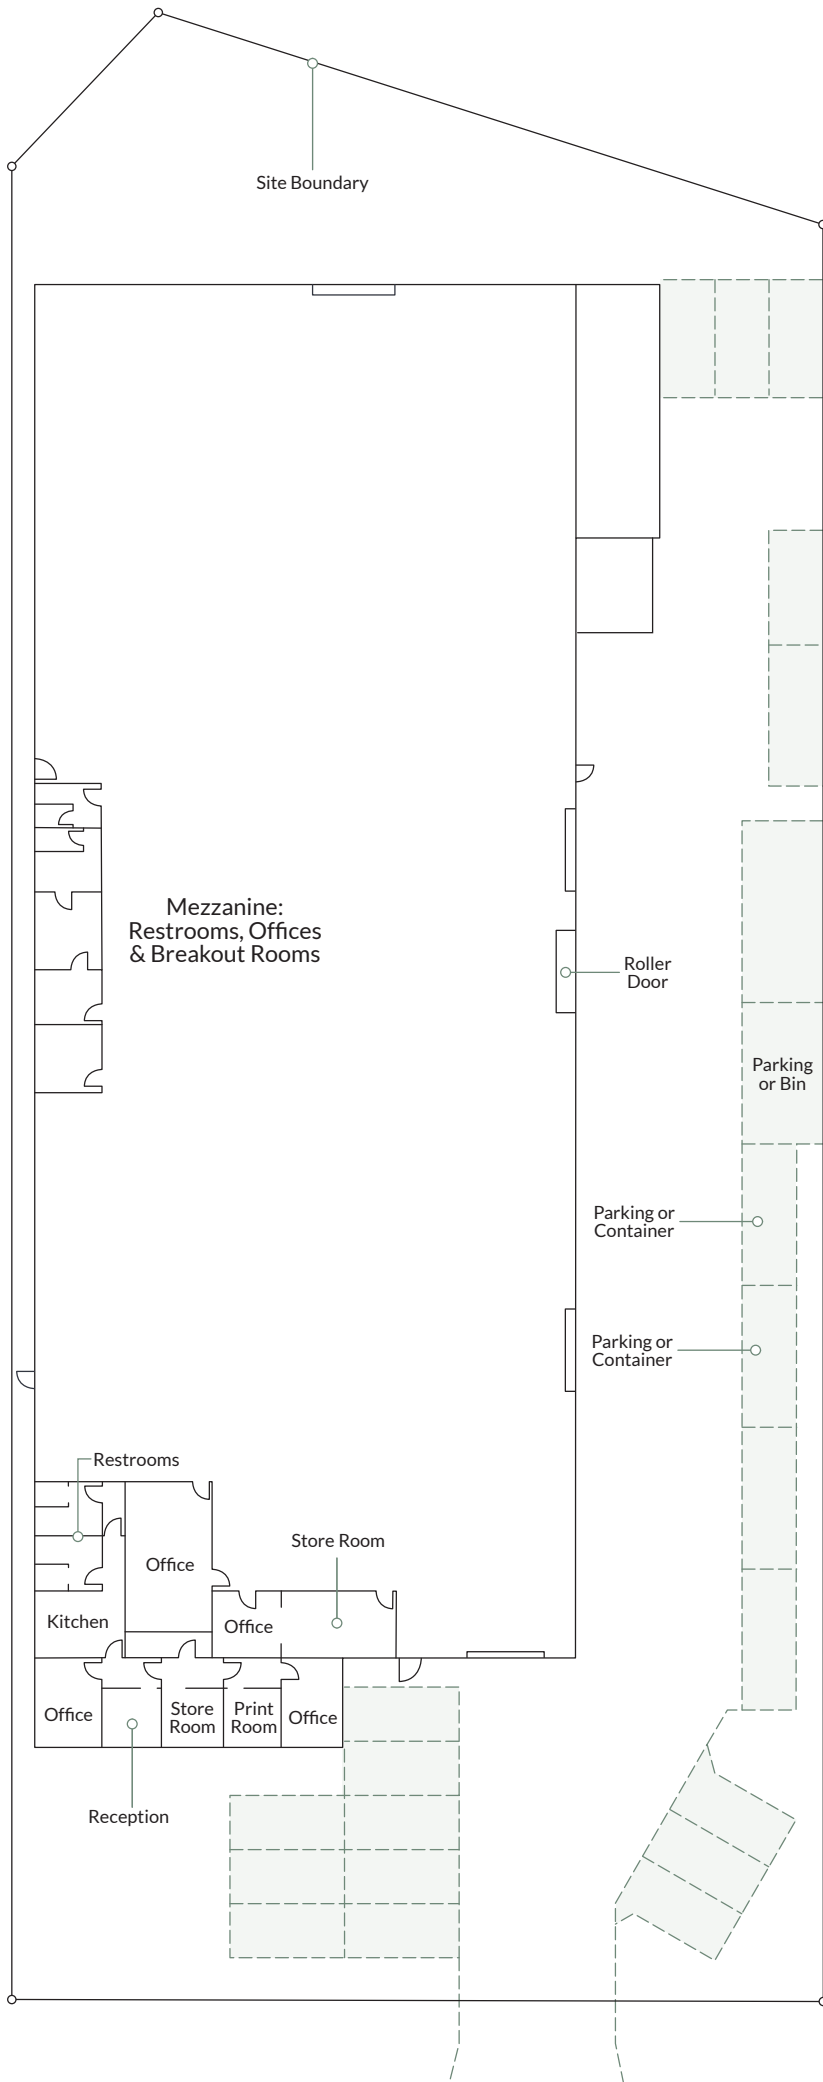 Site Boundary
Mezzanine:
Restrooms, Offices
& Breakout Rooms
Roller
Door
Parking
or Bin
Parking or
Container
Parking or
Container
Restrooms
Store Room
Office
Kitchen
Office
Office
Store
Room
Print
Room
Office
Reception